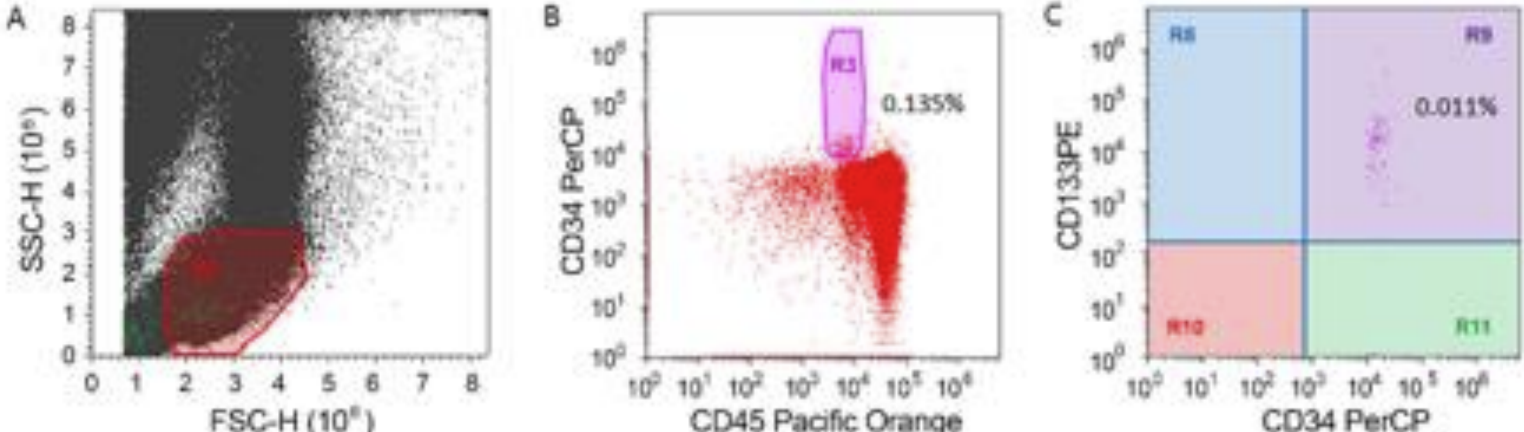 A
SSC-H (10⁶)
8
7
6
5
4
3
2
1
0
0 1 2 3 4 5 6 7 8
FSC-H (10⁶)
B
CD34 PerCP
10⁶
10⁵
10⁴
10³
10²
10¹
10⁰
R3
0.135%
10⁰ 10¹ 10² 10³ 10⁴ 10⁵ 10⁶
CD45 Pacific Orange
C
CD133PE
10⁶
10⁵
10⁴
10³
10²
10¹
10⁰
R8
R9
0.011%
R10
R11
10⁰ 10¹ 10² 10³ 10⁴ 10⁵ 10⁶
CD34 PerCP